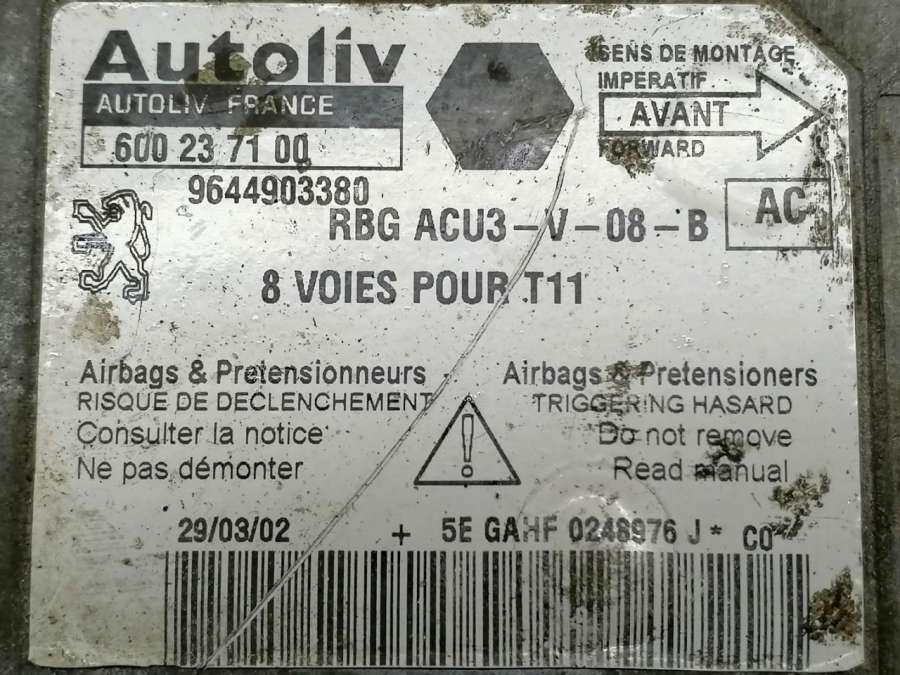 Autoliv
AUTOLIV FRANCE
600 23 71 00
9644903380
SENS DE MONTAGE
IMPERATIF
AVANT
FORWARD
AC
RBG ACU3-V-08-B
8 VOIES POUR T11
Airbags & Pretensionneurs
RISQUE DE DECLENCHEMENT
Consulter la notice
Ne pas démonter
Airbags & Pretensioners
TRIGGERING HASARD
Do not remove
Read manual
!
29/03/02 + 5E GAHF 0248976 J* C0